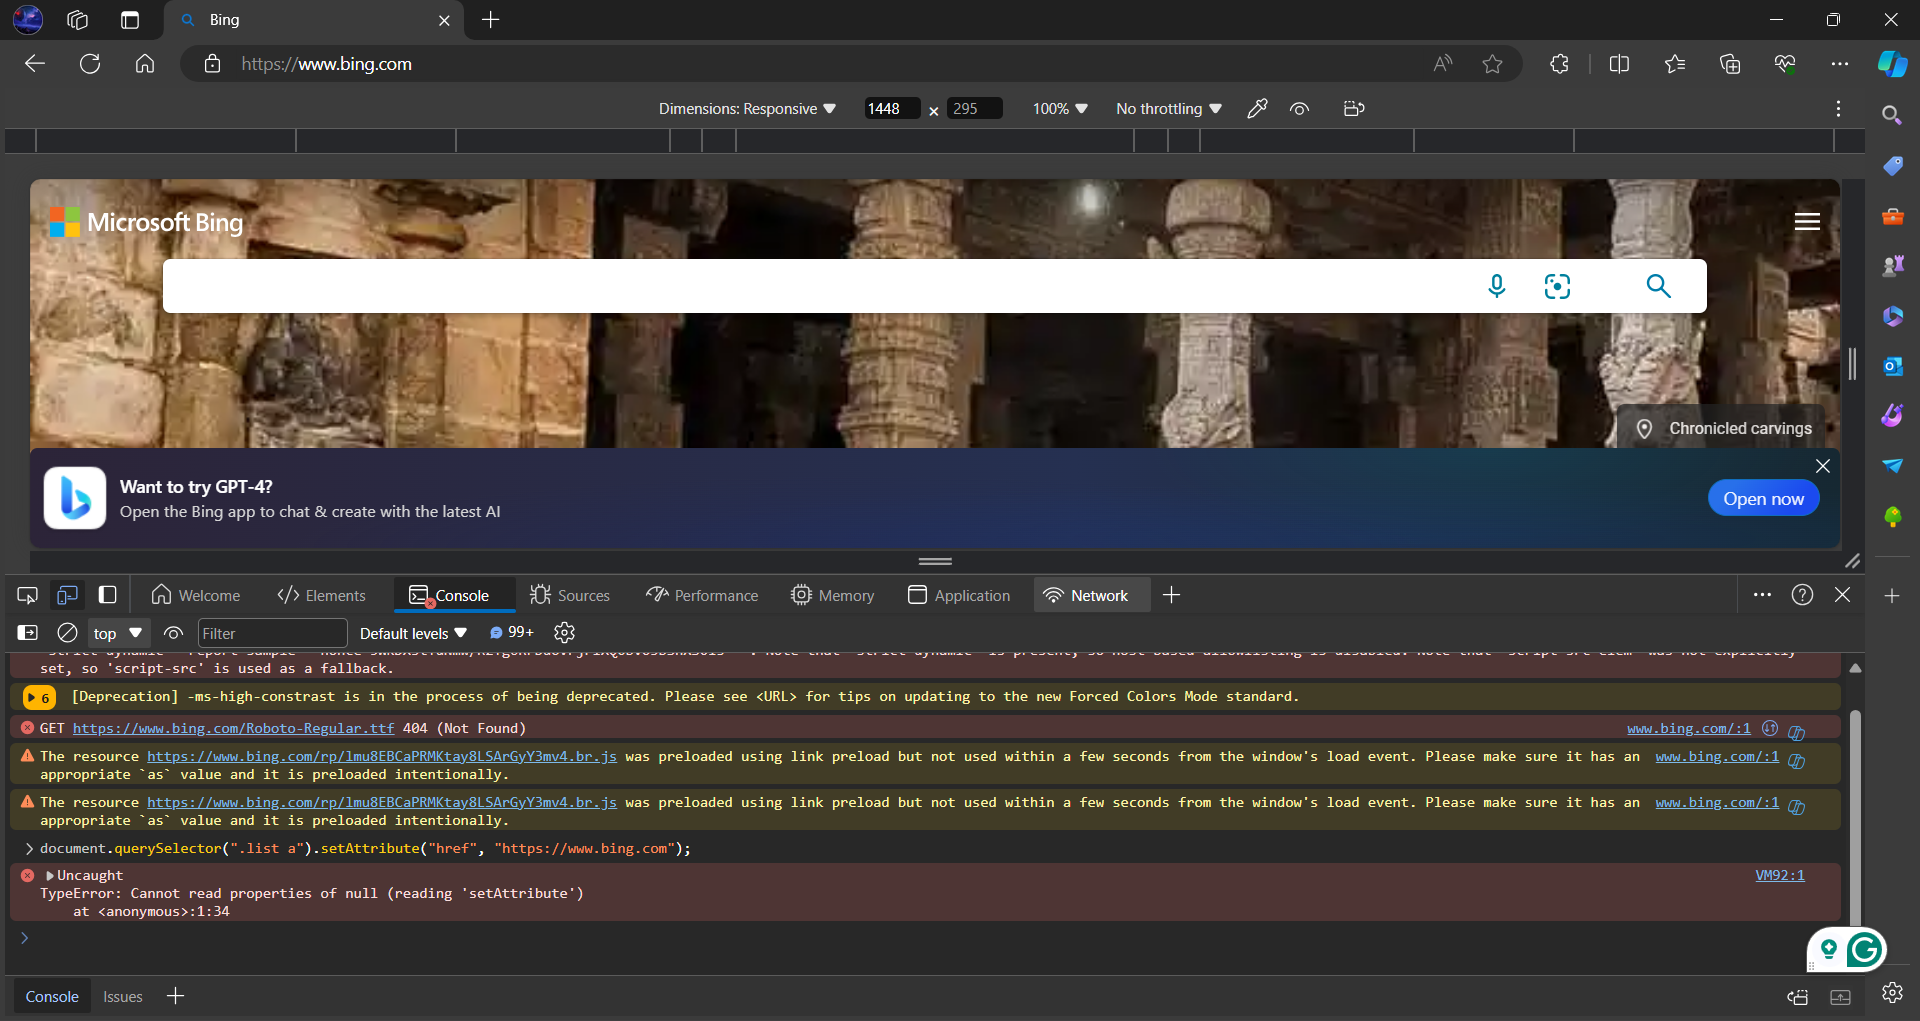 Bing
https://www.bing.com
Dimensions: Responsive
1448 × 295
100%
No throttling
Microsoft Bing
Chronicled carvings
Want to try GPT-4?
Open the Bing app to chat & create with the latest AI
Open now
Welcome
Elements
Console
Sources
Performance
Memory
Application
Network
top
Filter
Default levels
99+
set, so 'script-src' is used as a fallback.
6 [Deprecation] -ms-high-constrast is in the process of being deprecated. Please see <URL> for tips on updating to the new Forced Colors Mode standard.
GET https://www.bing.com/Roboto-Regular.ttf 404 (Not Found) www.bing.com/:1
The resource https://www.bing.com/rp/lmu8EBCaPRMKtay8LSArGyY3mv4.br.js was preloaded using link preload but not used within a few seconds from the window's load event. Please make sure it has an www.bing.com/:1
appropriate `as` value and it is preloaded intentionally.
The resource https://www.bing.com/rp/lmu8EBCaPRMKtay8LSArGyY3mv4.br.js was preloaded using link preload but not used within a few seconds from the window's load event. Please make sure it has an www.bing.com/:1
appropriate `as` value and it is preloaded intentionally.
document.querySelector(".list a").setAttribute("href", "https://www.bing.com");
Uncaught VM92:1
TypeError: Cannot read properties of null (reading 'setAttribute')
at <anonymous>:1:34
Console
Issues